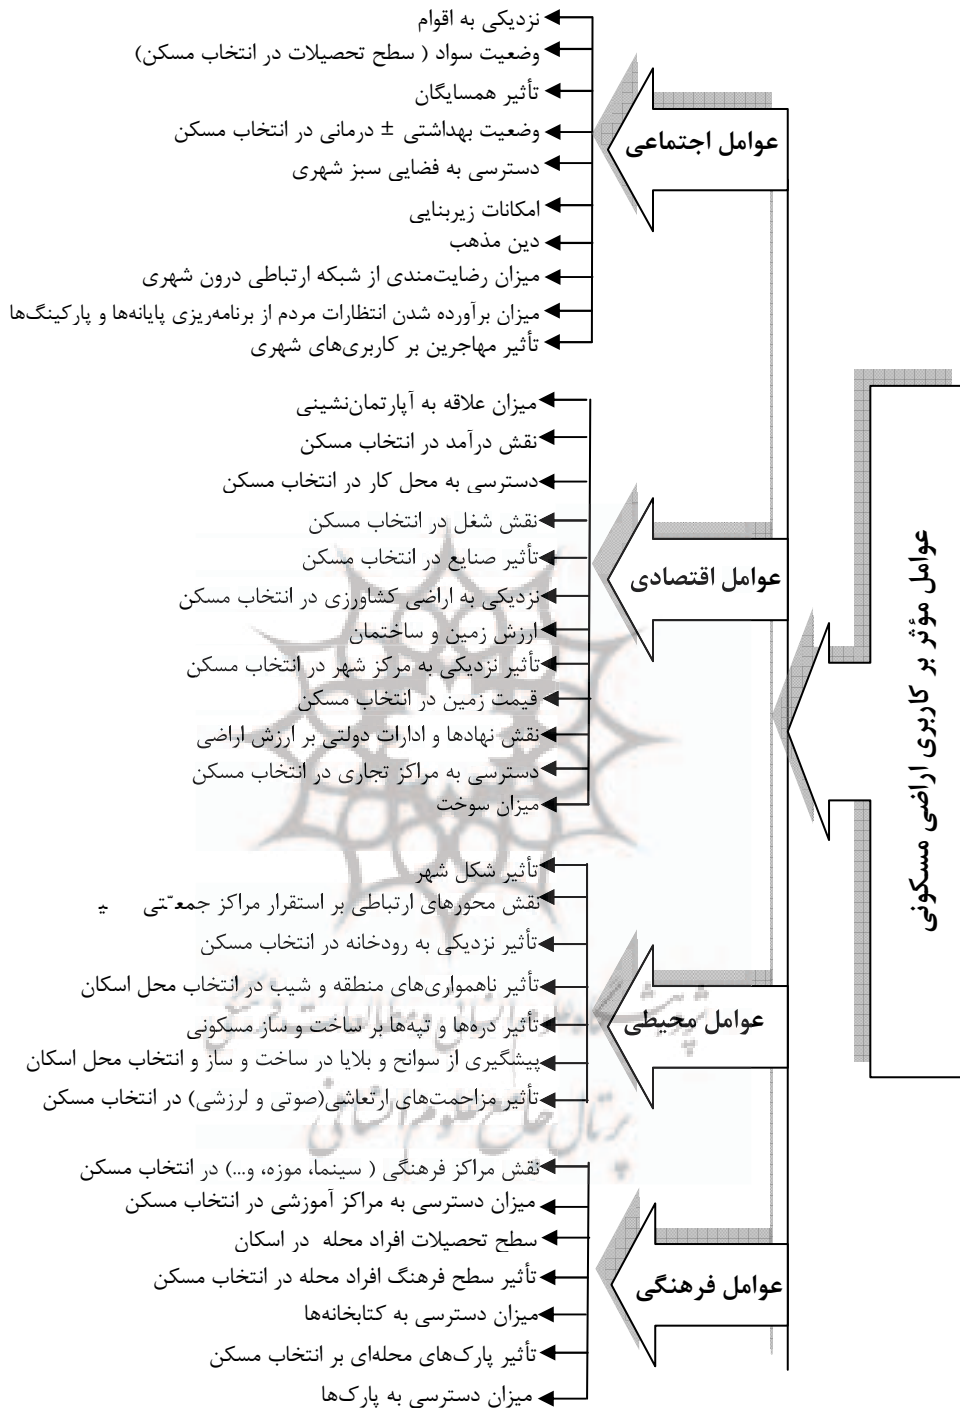 عوامل مؤثر بر کاربری اراضی مسکونی
عوامل اجتماعی
نزدیکی به اقوام
وضعیت سواد ( سطح تحصیلات در انتخاب مسکن)
تأثیر همسایگان
وضعیت بهداشتی ± درمانی در انتخاب مسکن
دسترسی به فضایی سبز شهری
امکانات زیربنایی
دین مذهب
میزان رضایت‌مندی از شبکه ارتباطی درون شهری
میزان برآورده شدن انتظارات مردم از برنامه‌ریزی پایانه‌ها و پارکینگ‌ها
تأثیر مهاجرین بر کاربری‌های شهری
عوامل اقتصادی
میزان علاقه به آپارتمان‌نشینی
نقش درآمد در انتخاب مسکن
دسترسی به محل کار در انتخاب مسکن
نقش شغل در انتخاب مسکن
تأثیر صنایع در انتخاب مسکن
نزدیکی به اراضی کشاورزی در انتخاب مسکن
ارزش زمین و ساختمان
تأثیر نزدیکی به مرکز شهر در انتخاب مسکن
قیمت زمین در انتخاب مسکن
نقش نهادها و ادارات دولتی بر ارزش اراضی
دسترسی به مراکز تجاری در انتخاب مسکن
میزان سوخت
عوامل محیطی
تأثیر شکل شهر
نقش محورهای ارتباطی بر استقرار مراکز جمعّتی ی
تأثیر نزدیکی به رودخانه در انتخاب مسکن
تأثیر ناهمواری‌های منطقه و شیب در انتخاب محل اسکان
تأثیر دره‌ها و تپه‌ها بر ساخت و ساز مسکونی
پیشگیری از سوانح و بلایا در ساخت و ساز و انتخاب محل اسکان
تأثیر مزاحمت‌های ارتعاشی(صوتی و لرزشی) در انتخاب مسکن
پرتال جامع علوم انسانی
عوامل فرهنگی
نقش مراکز فرهنگی ( سینما، موزه، و...) در انتخاب مسکن
میزان دسترسی به مراکز آموزشی در انتخاب مسکن
سطح تحصیلات افراد محله در اسکان
تأثیر سطح فرهنگ افراد محله در انتخاب مسکن
میزان دسترسی به کتابخانه‌ها
تأثیر پارک‌های محله‌ای بر انتخاب مسکن
میزان دسترسی به پارک‌ها